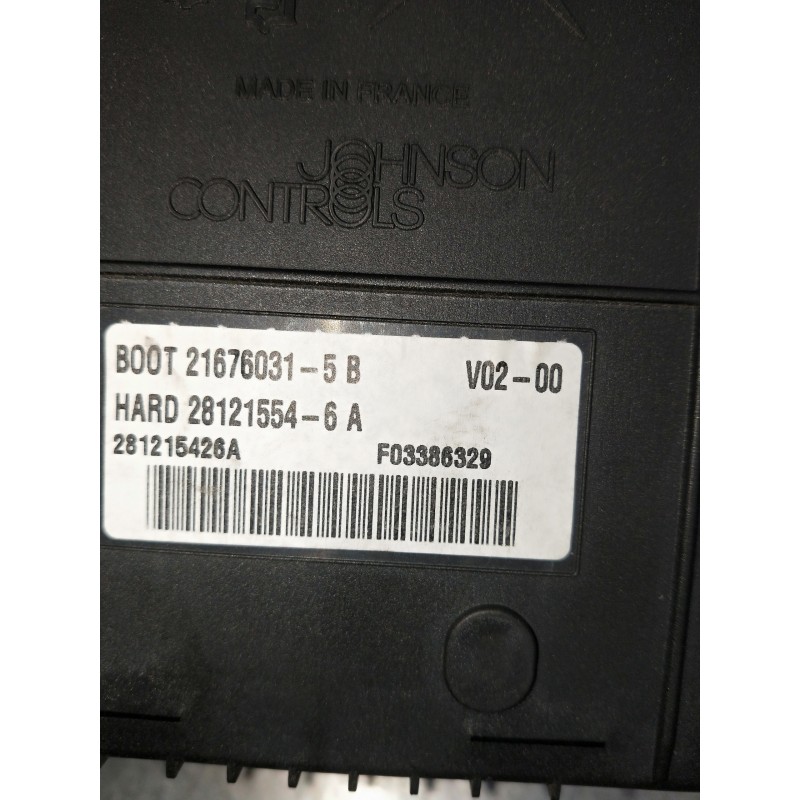 MADE IN FRANCE
JOHNSON
CONTROLS
BOOT 21676031-5 B V02-00
HARD 28121554-6 A
281215426A F03386329